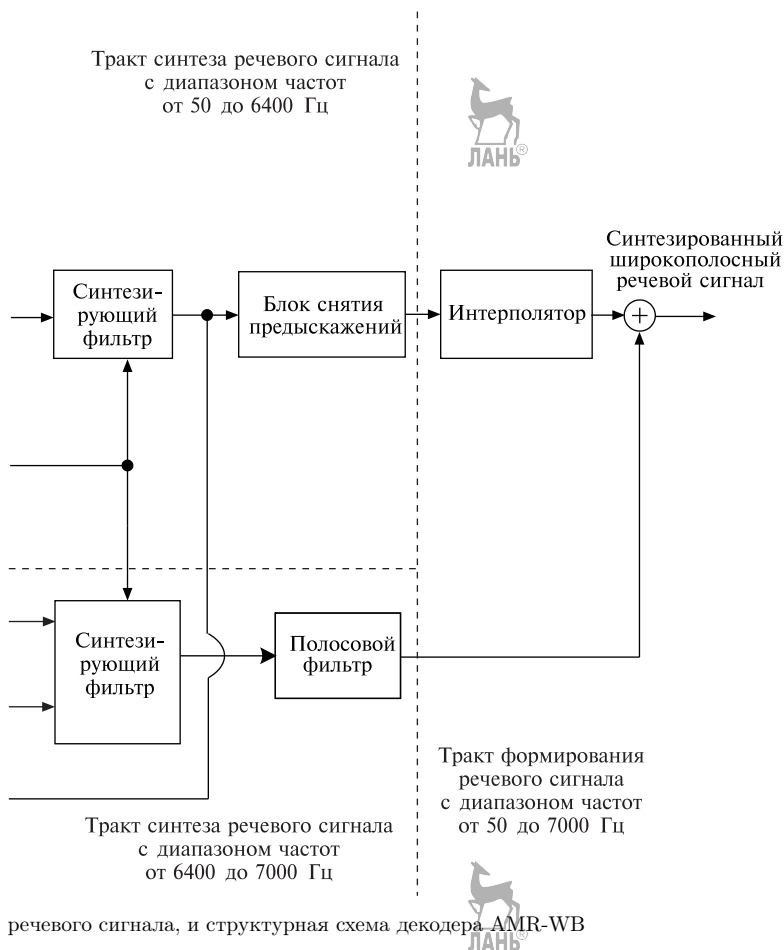 Тракт синтеза речевого сигнала
с диапазоном частот
от 50 до 6400 Гц
ЛАНЬ®
Синтезированный
широкополосный
речевой сигнал
Синтези-
рующий
фильтр
Блок снятия
предыскажений
Интерполятор
+
Синтези-
рующий
фильтр
Полосовой
фильтр
Тракт формирования
речевого сигнала
с диапазоном частот
от 50 до 7000 Гц
Тракт синтеза речевого сигнала
с диапазоном частот
от 6400 до 7000 Гц
речевого сигнала, и структурная схема декодера AMR-WB
ЛАНЬ®